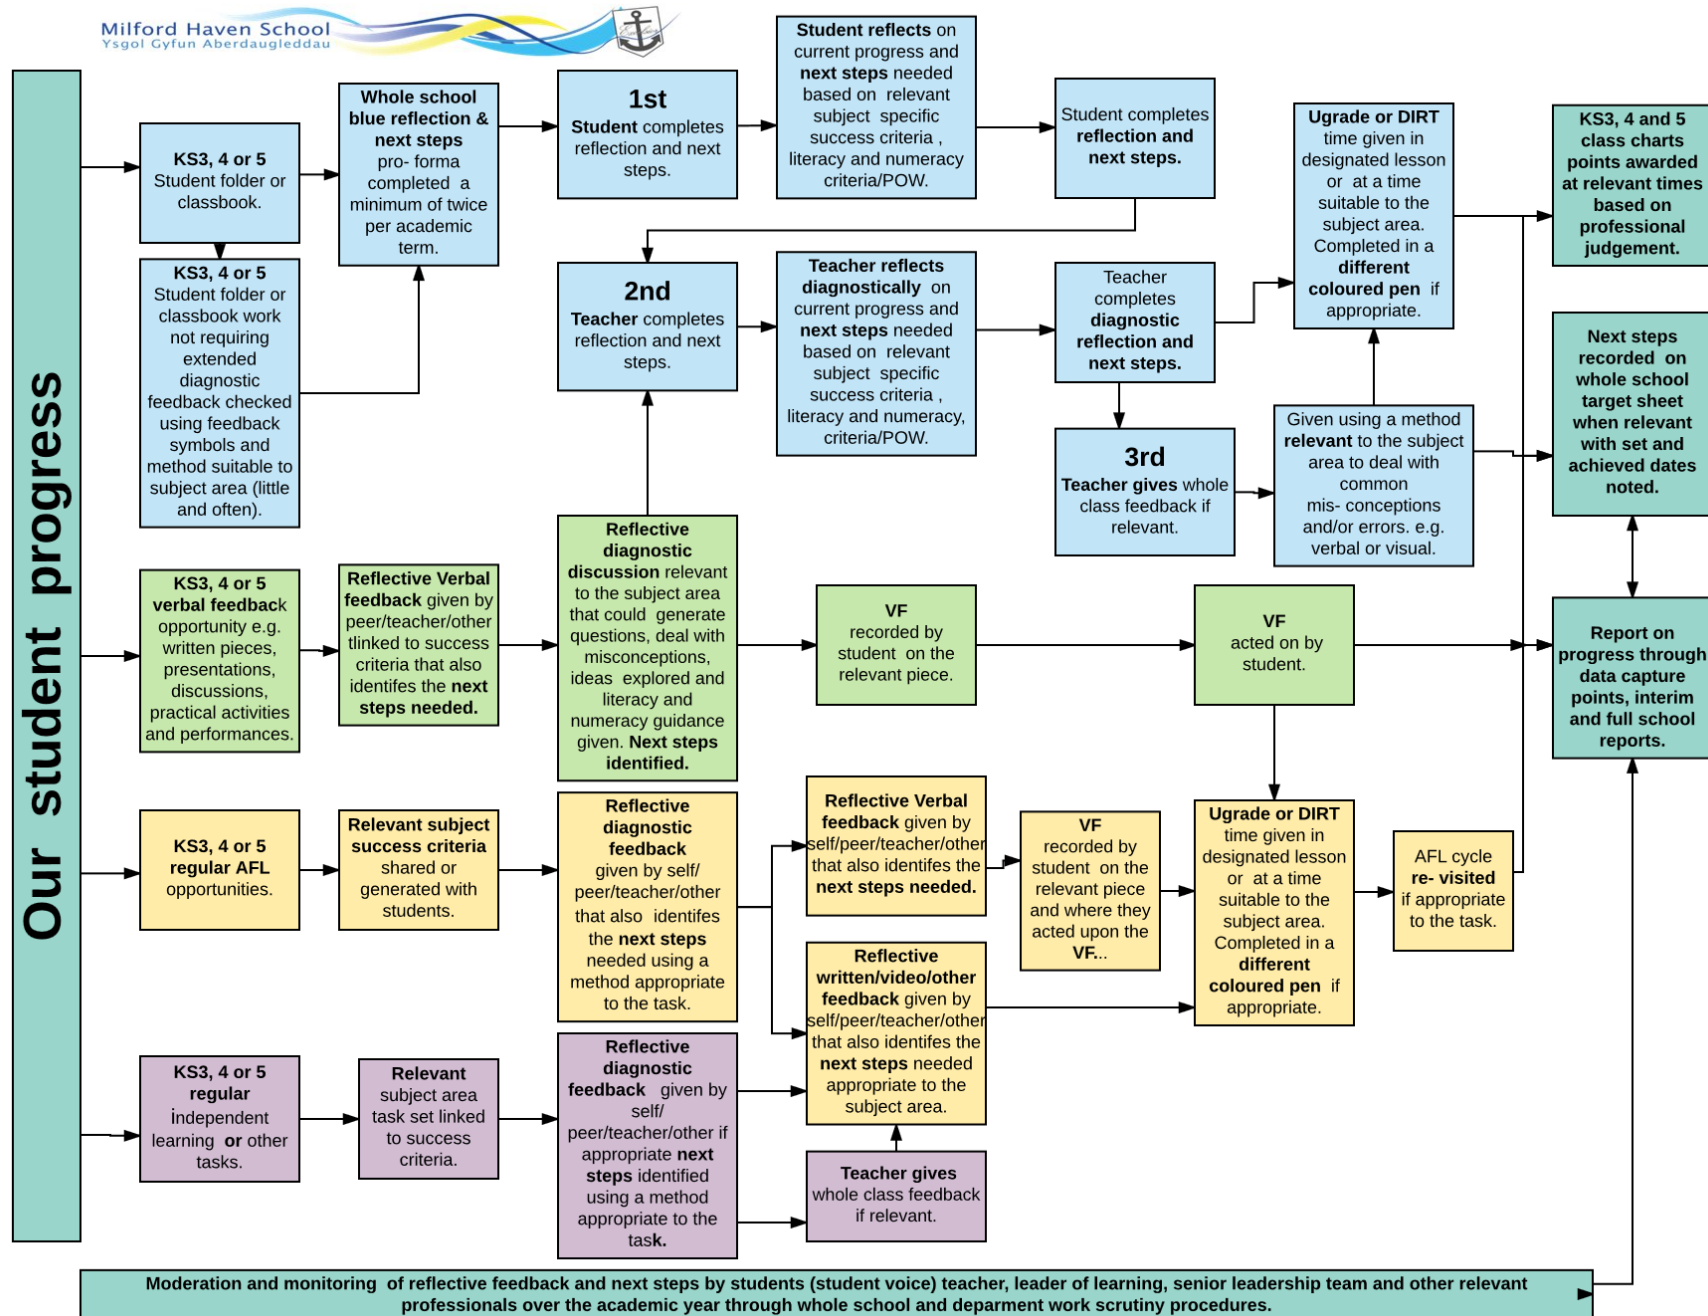 Milford Haven School
Ysgol Gyfun Aberdaugleddau
Our student progress
KS3, 4 or 5
Student folder or
classbook.
KS3, 4 or 5
Student folder or
classbook work
not requiring
extended
diagnostic
feedback checked
using feedback
symbols and
method suitable to
subject area (little
and often).
Whole school
blue reflection &
next steps
pro- forma
completed a
minimum of twice
per academic
term.
1st
Student completes
reflection and next
steps.
Student reflects on
current progress and
next steps needed
based on relevant
subject specific
success criteria ,
literacy and numeracy
criteria/POW.
Student completes
reflection and
next steps.
2nd
Teacher completes
reflection and next
steps.
Teacher reflects
diagnostically on
current progress and
next steps needed
based on relevant
subject specific
success criteria ,
literacy and numeracy,
criteria/POW.
Teacher
completes
diagnostic
reflection and
next steps.
3rd
Teacher gives whole
class feedback if
relevant.
Given using a method
relevant to the subject
area to deal with
common
mis- conceptions
and/or errors. e.g.
verbal or visual.
Ugrade or DIRT
time given in
designated lesson
or at a time
suitable to the
subject area.
Completed in a
different
coloured pen if
appropriate.
KS3, 4 and 5
class charts
points awarded
at relevant times
based on
professional
judgement.
Next steps
recorded on
whole school
target sheet
when relevant
with set and
achieved dates
noted.
Report on
progress through
data capture
points, interim
and full school
reports.
KS3, 4 or 5
verbal feedback
opportunity e.g.
written pieces,
presentations,
discussions,
practical activities
and performances.
Reflective Verbal
feedback given by
peer/teacher/other
tlinked to success
criteria that also
identifes the next
steps needed.
Reflective
diagnostic
discussion relevant
to the subject area
that could generate
questions, deal with
misconceptions,
ideas explored and
literacy and
numeracy guidance
given. Next steps
identified.
VF
recorded by
student on the
relevant piece.
VF
acted on by
student.
KS3, 4 or 5
regular AFL
opportunities.
Relevant subject
success criteria
shared or
generated with
students.
Reflective
diagnostic
feedback
given by self/
peer/teacher/other
that also identifes
the next steps
needed using a
method appropriate
to the task.
Reflective Verbal
feedback given by
self/peer/teacher/other
that also identifes the
next steps needed.
VF
recorded by
student on the
relevant piece
and where they
acted upon the
VF...
Reflective
written/video/other
feedback given by
self/peer/teacher/other
that also identifes the
next steps needed
appropriate to the
subject area.
Ugrade or DIRT
time given in
designated lesson
or at a time
suitable to the
subject area.
Completed in a
different
coloured pen if
appropriate.
AFL cycle
re- visited
if appropriate
to the task.
KS3, 4 or 5
regular
independent
learning or other
tasks.
Relevant
subject area
task set linked
to success
criteria.
Reflective
diagnostic
feedback given by
self/
peer/teacher/other if
appropriate next
steps identified
using a method
appropriate to the
task.
Teacher gives
whole class feedback
if relevant.
Moderation and monitoring of reflective feedback and next steps by students (student voice) teacher, leader of learning, senior leadership team and other relevant
professionals over the academic year through whole school and deparment work scrutiny procedures.